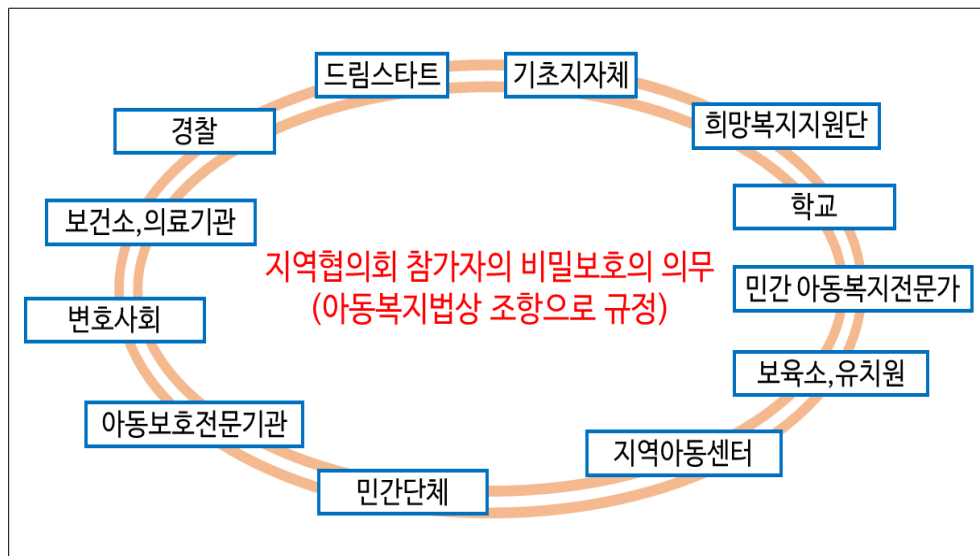 드림스타트
기초지자체
경찰
희망복지지원단
보건소,의료기관
학교
지역협의회 참가자의 비밀보호의 의무
(아동복지법상 조항으로 규정)
민간 아동복지전문가
변호사회
보육소,유치원
아동보호전문기관
지역아동센터
민간단체